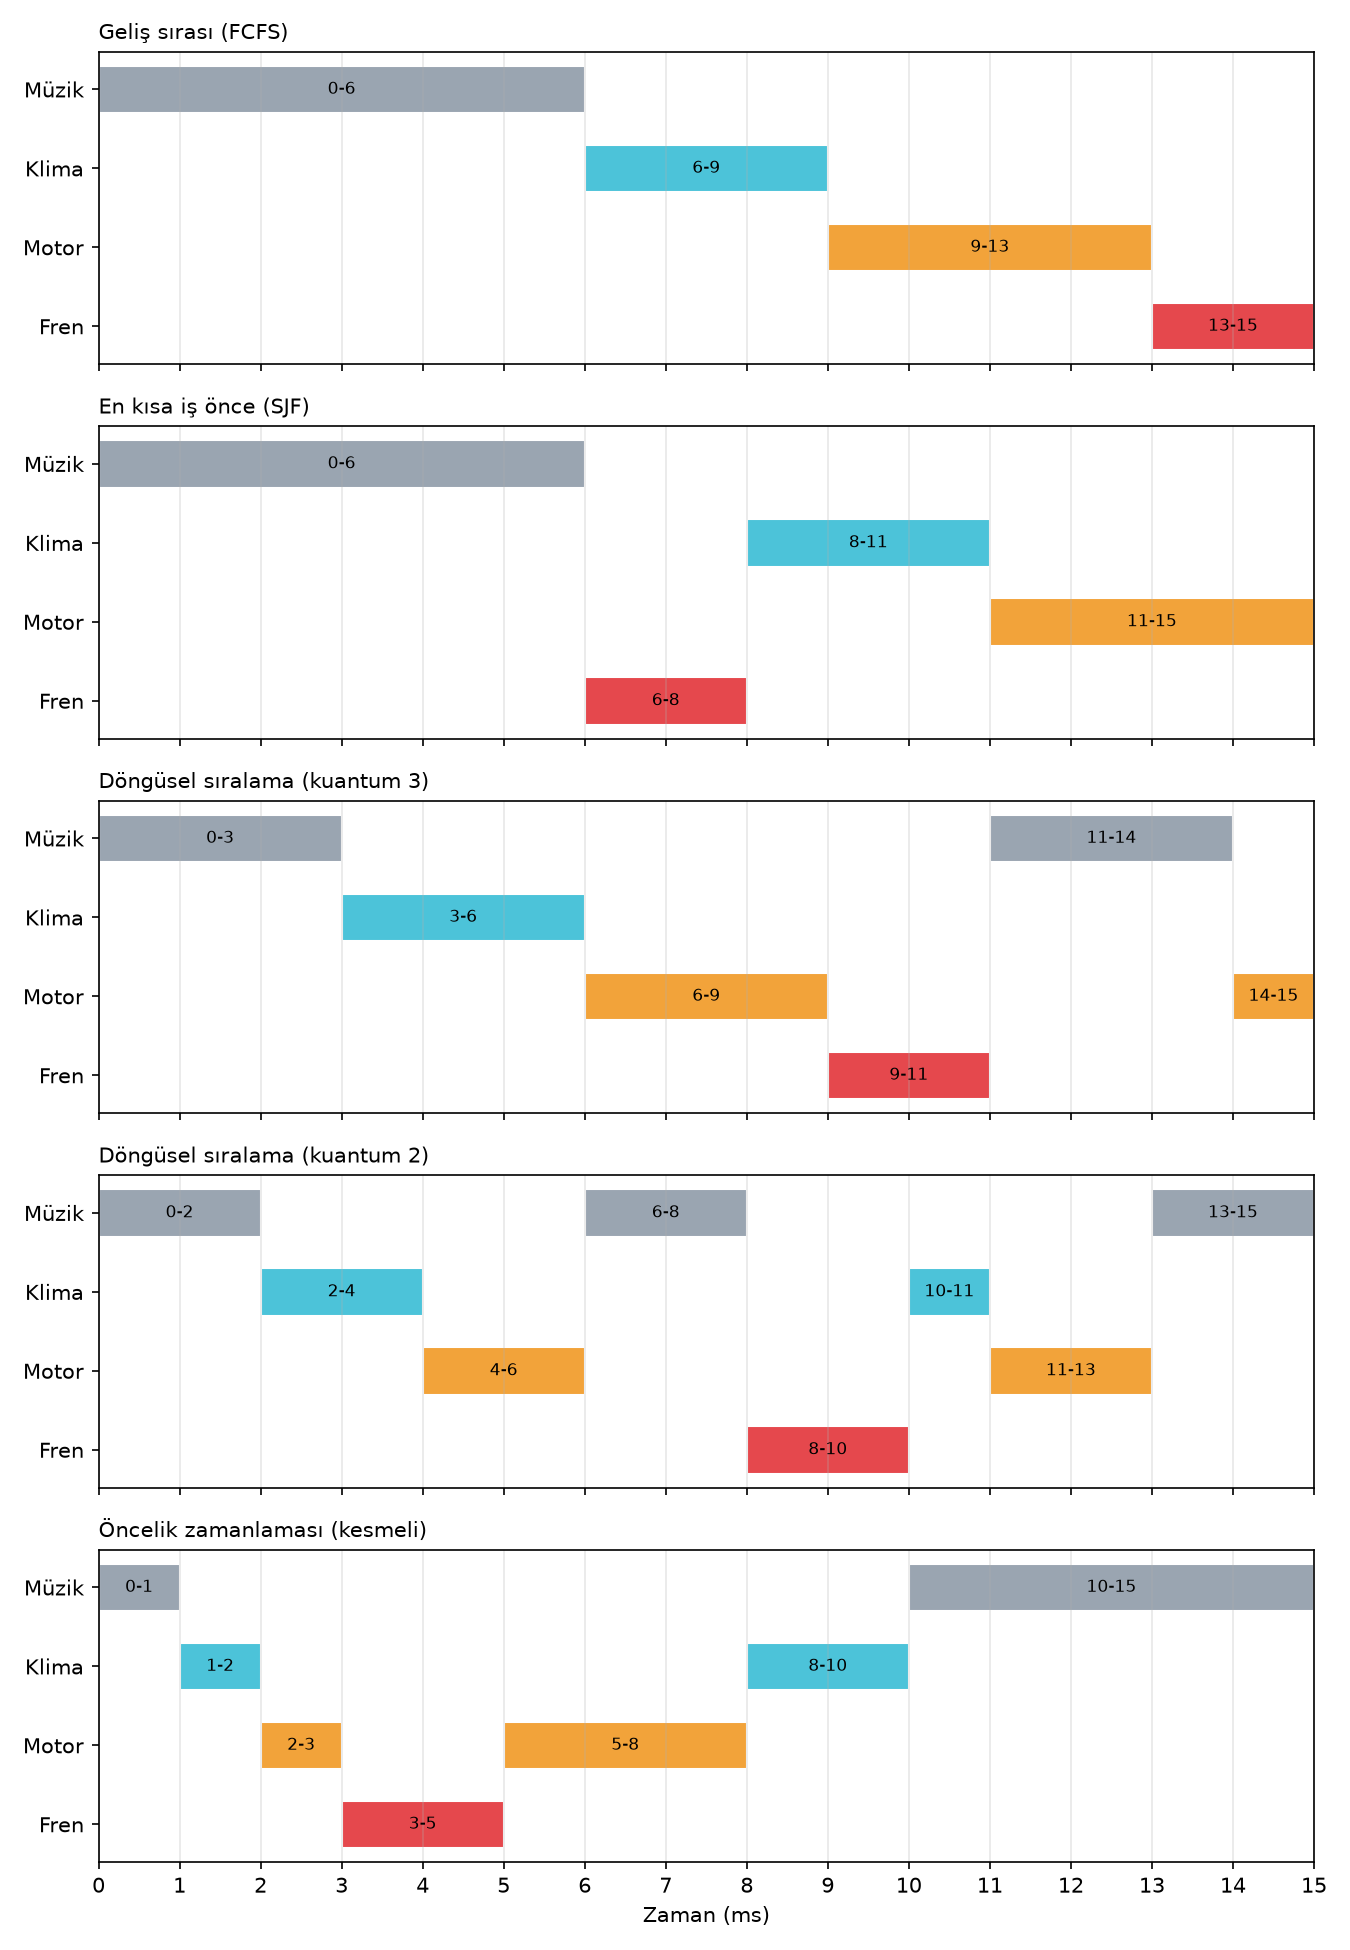 Geliş sırası (FCFS)
Müzik
0-6
Klima
6-9
Motor
9-13
Fren
13-15
En kısa iş önce (SJF)
Müzik
0-6
Klima
8-11
Motor
11-15
Fren
6-8
Döngüsel sıralama (kuantum 3)
Müzik
0-3
11-14
Klima
3-6
Motor
6-9
14-15
Fren
9-11
Döngüsel sıralama (kuantum 2)
Müzik
0-2
6-8
13-15
Klima
2-4
10-11
Motor
4-6
11-13
Fren
8-10
Öncelik zamanlaması (kesmeli)
Müzik
0-1
10-15
Klima
1-2
8-10
Motor
2-3
5-8
Fren
3-5
0 1 2 3 4 5 6 7 8 9 10 11 12 13 14 15
Zaman (ms)